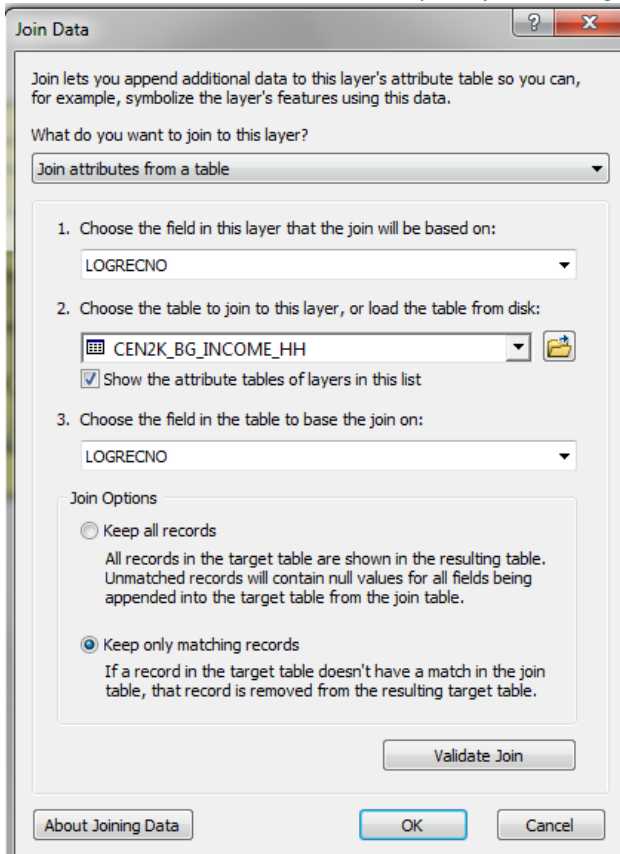 Join Data
?
Join lets you append additional data to this layer's attribute table so you can,
for example, symbolize the layer's features using this data.
What do you want to join to this layer?
Join attributes from a table
1. Choose the field in this layer that the join will be based on:
LOGRECNO
2. Choose the table to join to this layer, or load the table from disk:
CEN2K_BG_INCOME_HH
Show the attribute tables of layers in this list
3. Choose the field in the table to base the join on:
LOGRECNO
Join Options
Keep all records
All records in the target table are shown in the resulting table.
Unmatched records will contain null values for all fields being
appended into the target table from the join table.
Keep only matching records
If a record in the target table doesn't have a match in the join
table, that record is removed from the resulting target table.
Validate Join
About Joining Data OK Cancel